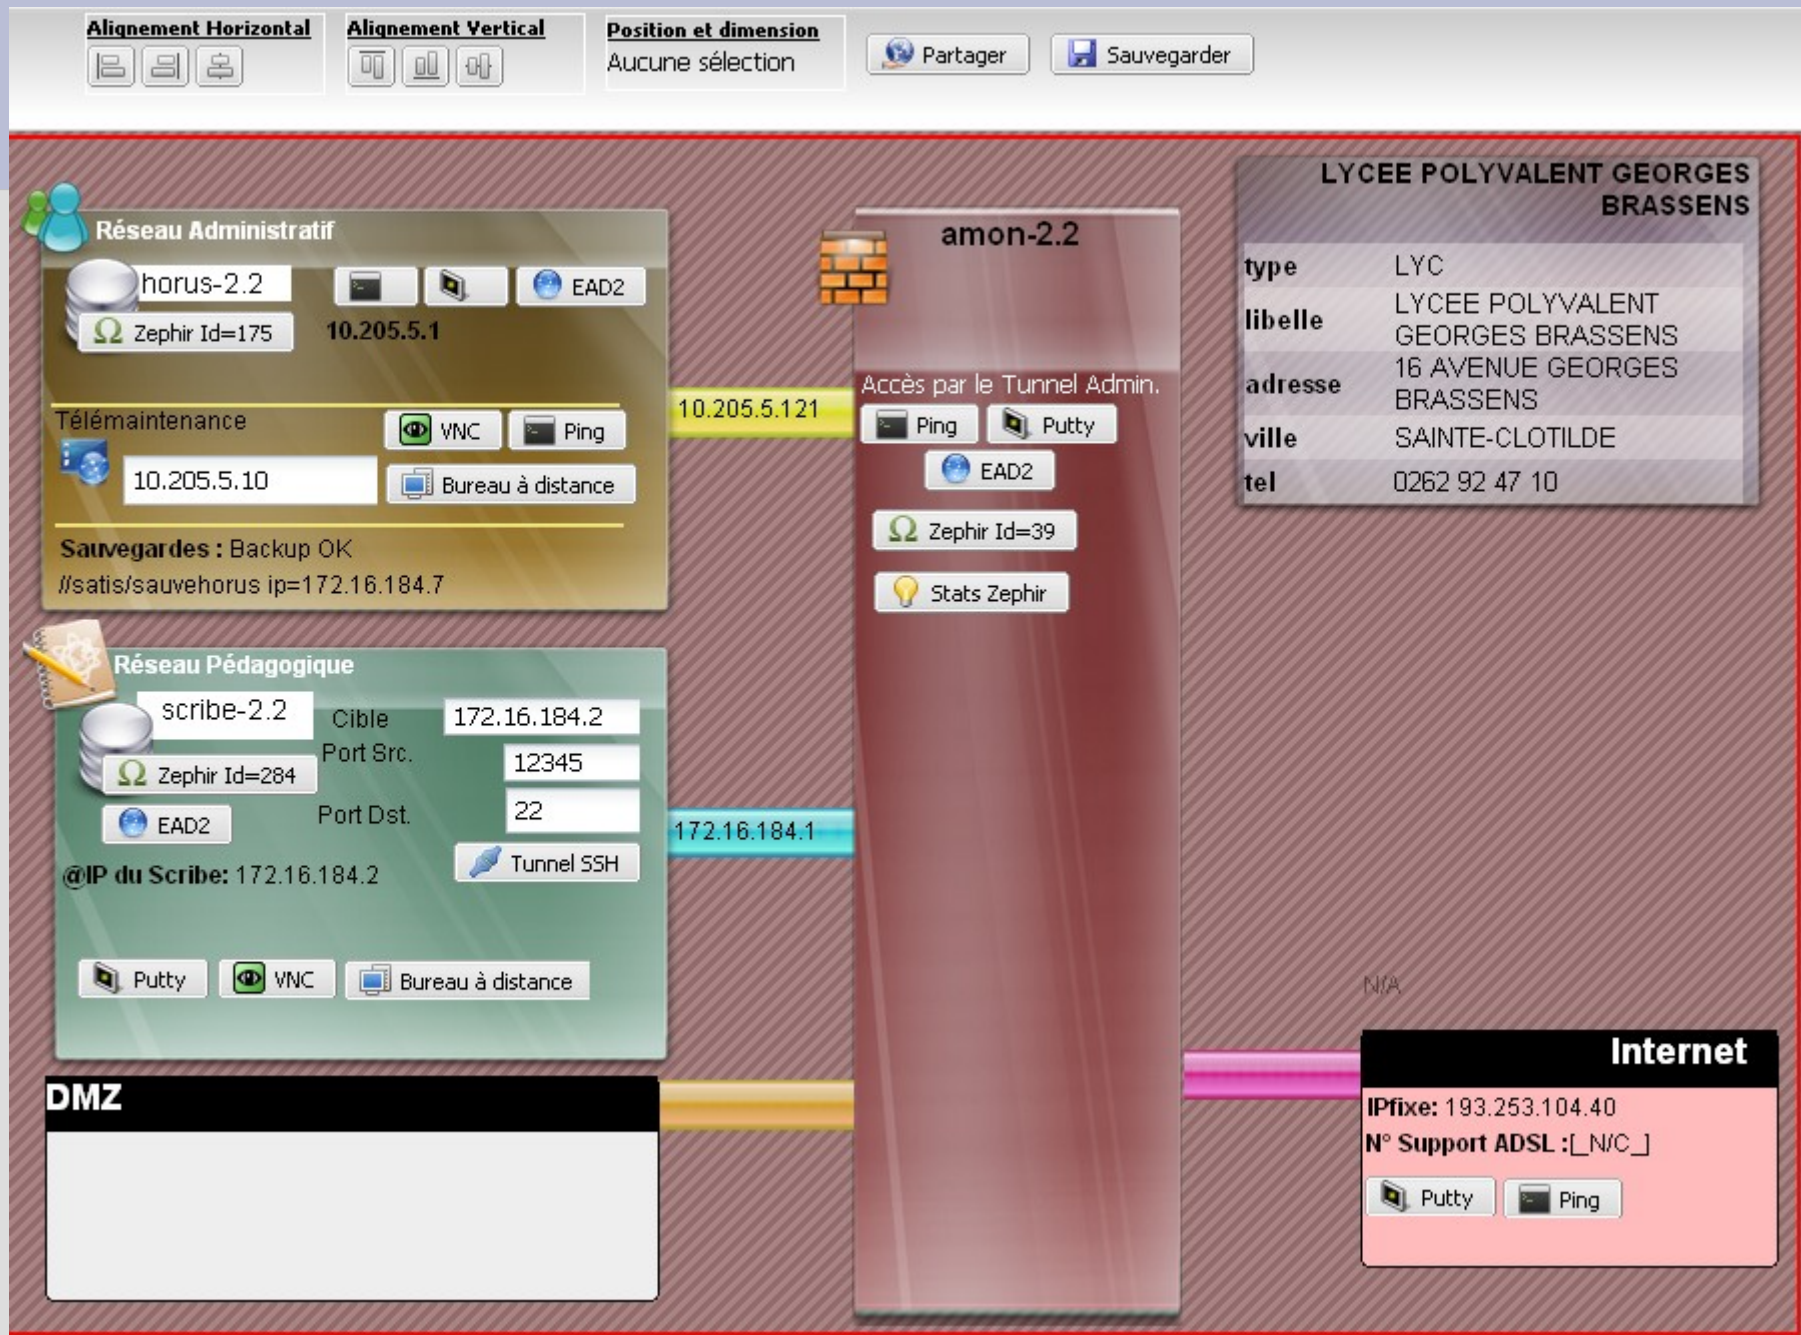 Alignement Horizontal
Alignement Vertical
Position et dimension
Aucune sélection
Partager
Sauvegarder
Réseau Administratif
horus-2.2
EAD2
Zephir Id=175
10.205.5.1
Télémaintenance
VNC
Ping
10.205.5.10
Bureau à distance
Sauvegardes : Backup OK
//satis/sauvehorus ip=172.16.184.7
10.205.5.121
Réseau Pédagogique
scribe-2.2
Cible
172.16.184.2
Port Src.
12345
Zephir Id=284
Port Dst.
22
EAD2
Tunnel SSH
@IP du Scribe: 172.16.184.2
Putty
VNC
Bureau à distance
172.16.184.1
DMZ
amon-2.2
Accès par le Tunnel Admin.
Ping
Putty
EAD2
Zephir Id=39
Stats Zephir
LYCEE POLYVALENT GEORGES
BRASSENS
type LYC
libelle LYCEE POLYVALENT
GEORGES BRASSENS
adresse 16 AVENUE GEORGES
BRASSENS
ville SAINTE-CLOTILDE
tel 0262 92 47 10
N/A
Internet
IPfixe: 193.253.104.40
N° Support ADSL :[_N/C_]
Putty
Ping